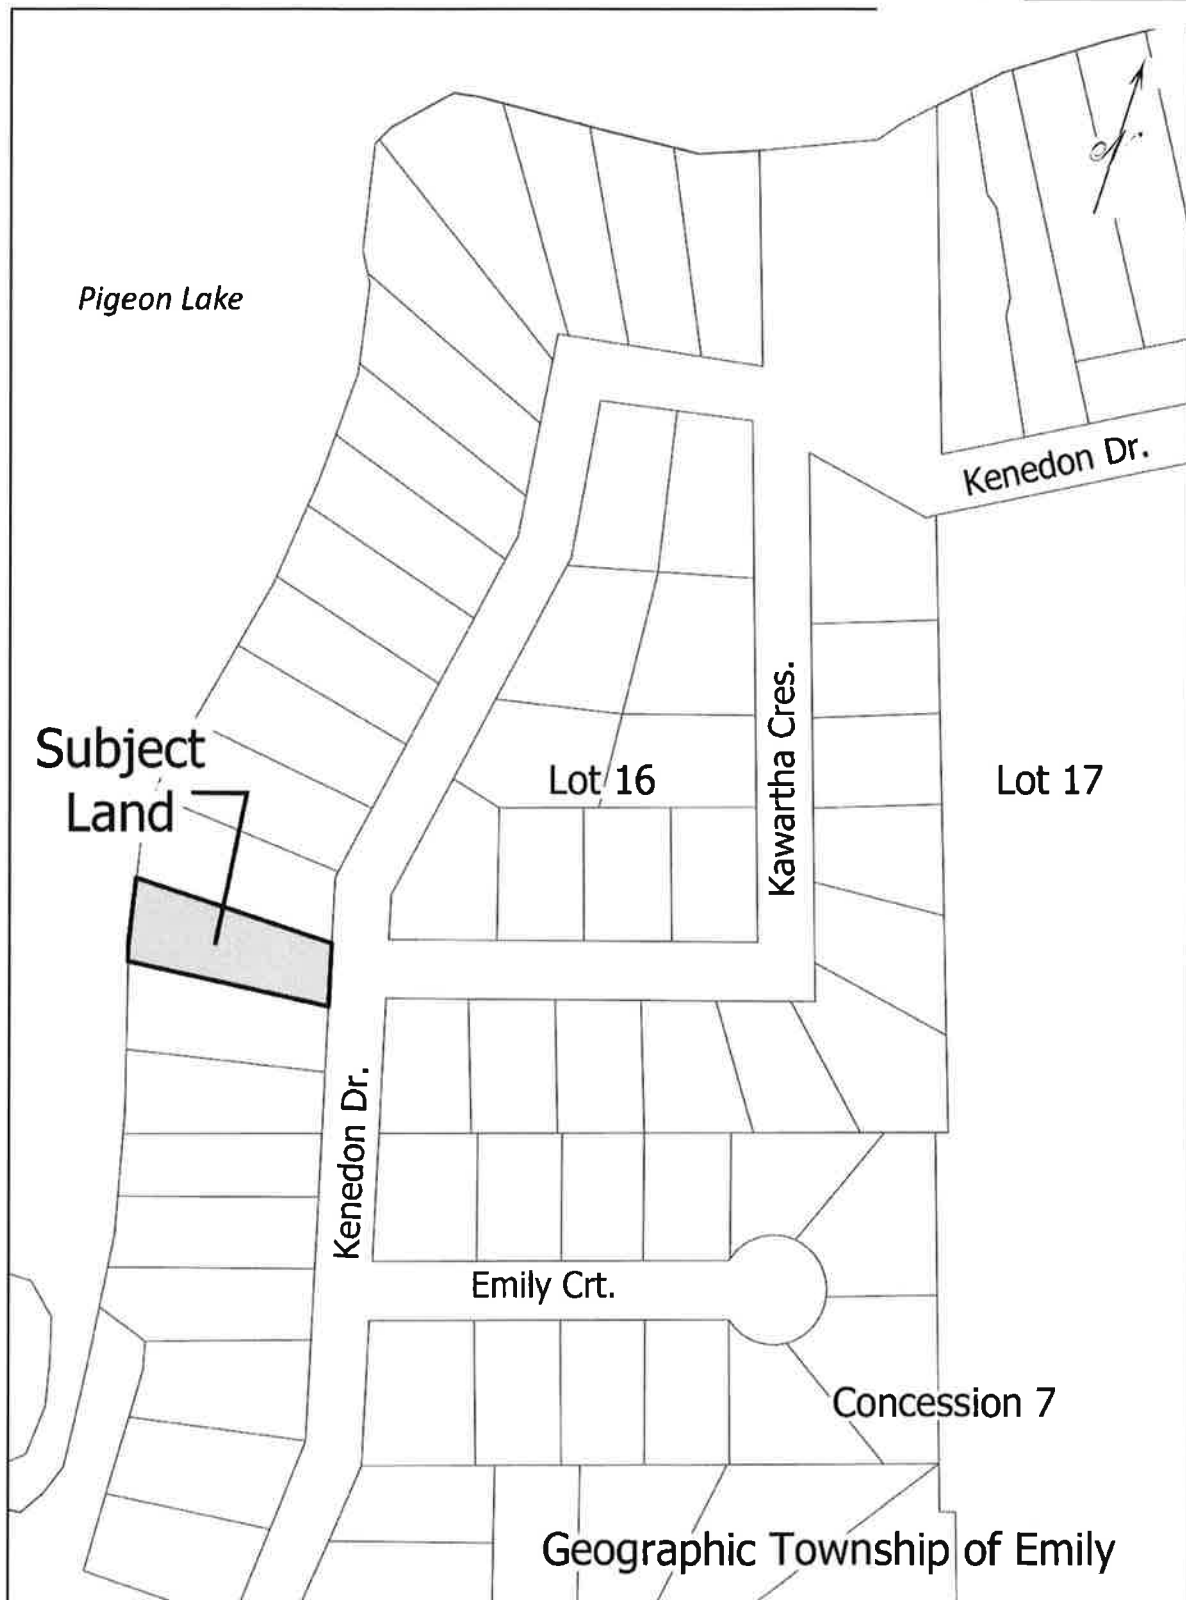 Pigeon Lake
Kenedon Dr.
Subject
Land
Lot 16
Kawartha Cres.
Lot 17
Kenedon Dr.
Emily Crt.
Concession 7
Geographic Township of Emily